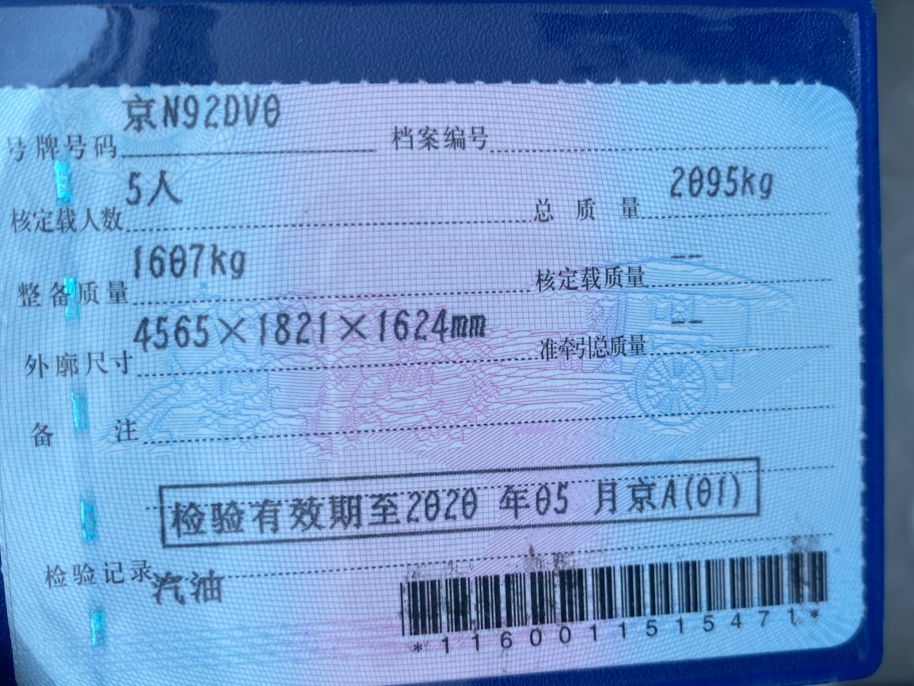 号牌号码 京N92DV0 档案编号
核定载人数 5人 总质量 2095kg
整备质量 1607kg 核定载质量 --
外廓尺寸 4565×1821×1624mm 准牵引总质量 --
备注
检验有效期至2020 年05 月京A(01)
检验记录 汽油
*1160011515471*